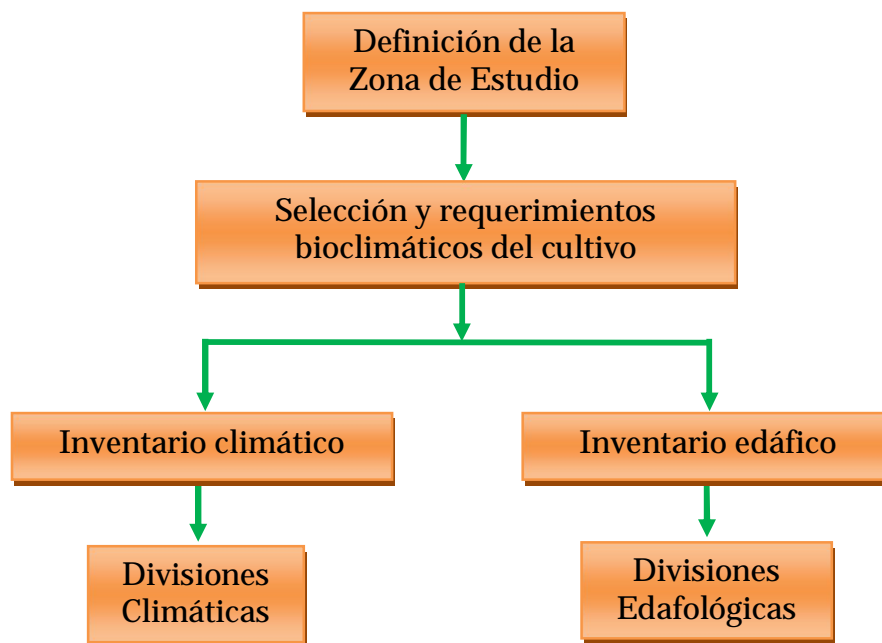 Definición de la
Zona de Estudio
Selección y requerimientos
bioclimáticos del cultivo
Inventario climático
Inventario edáfico
Divisiones
Climáticas
Divisiones
Edafológicas